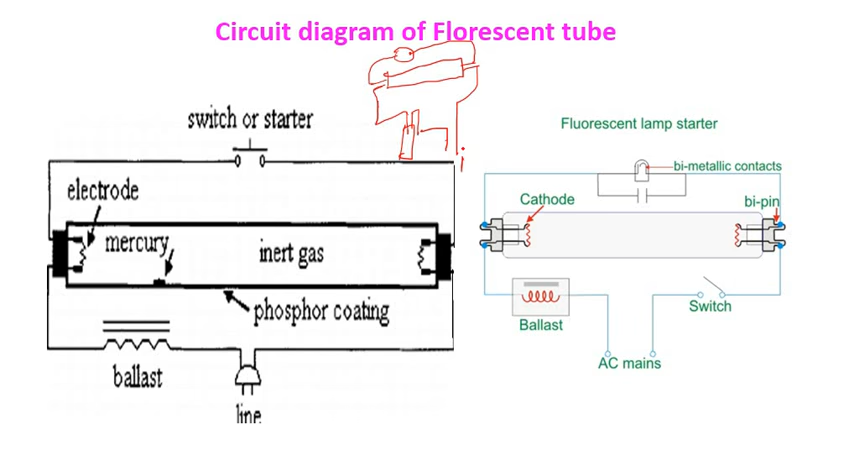 Circuit diagram of Florescent tube
switch or starter
electrode
mercury
inert gas
phosphor coating
ballast
line
Fluorescent lamp starter
bi-metallic contacts
Cathode
bi-pin
Ballast
Switch
AC mains